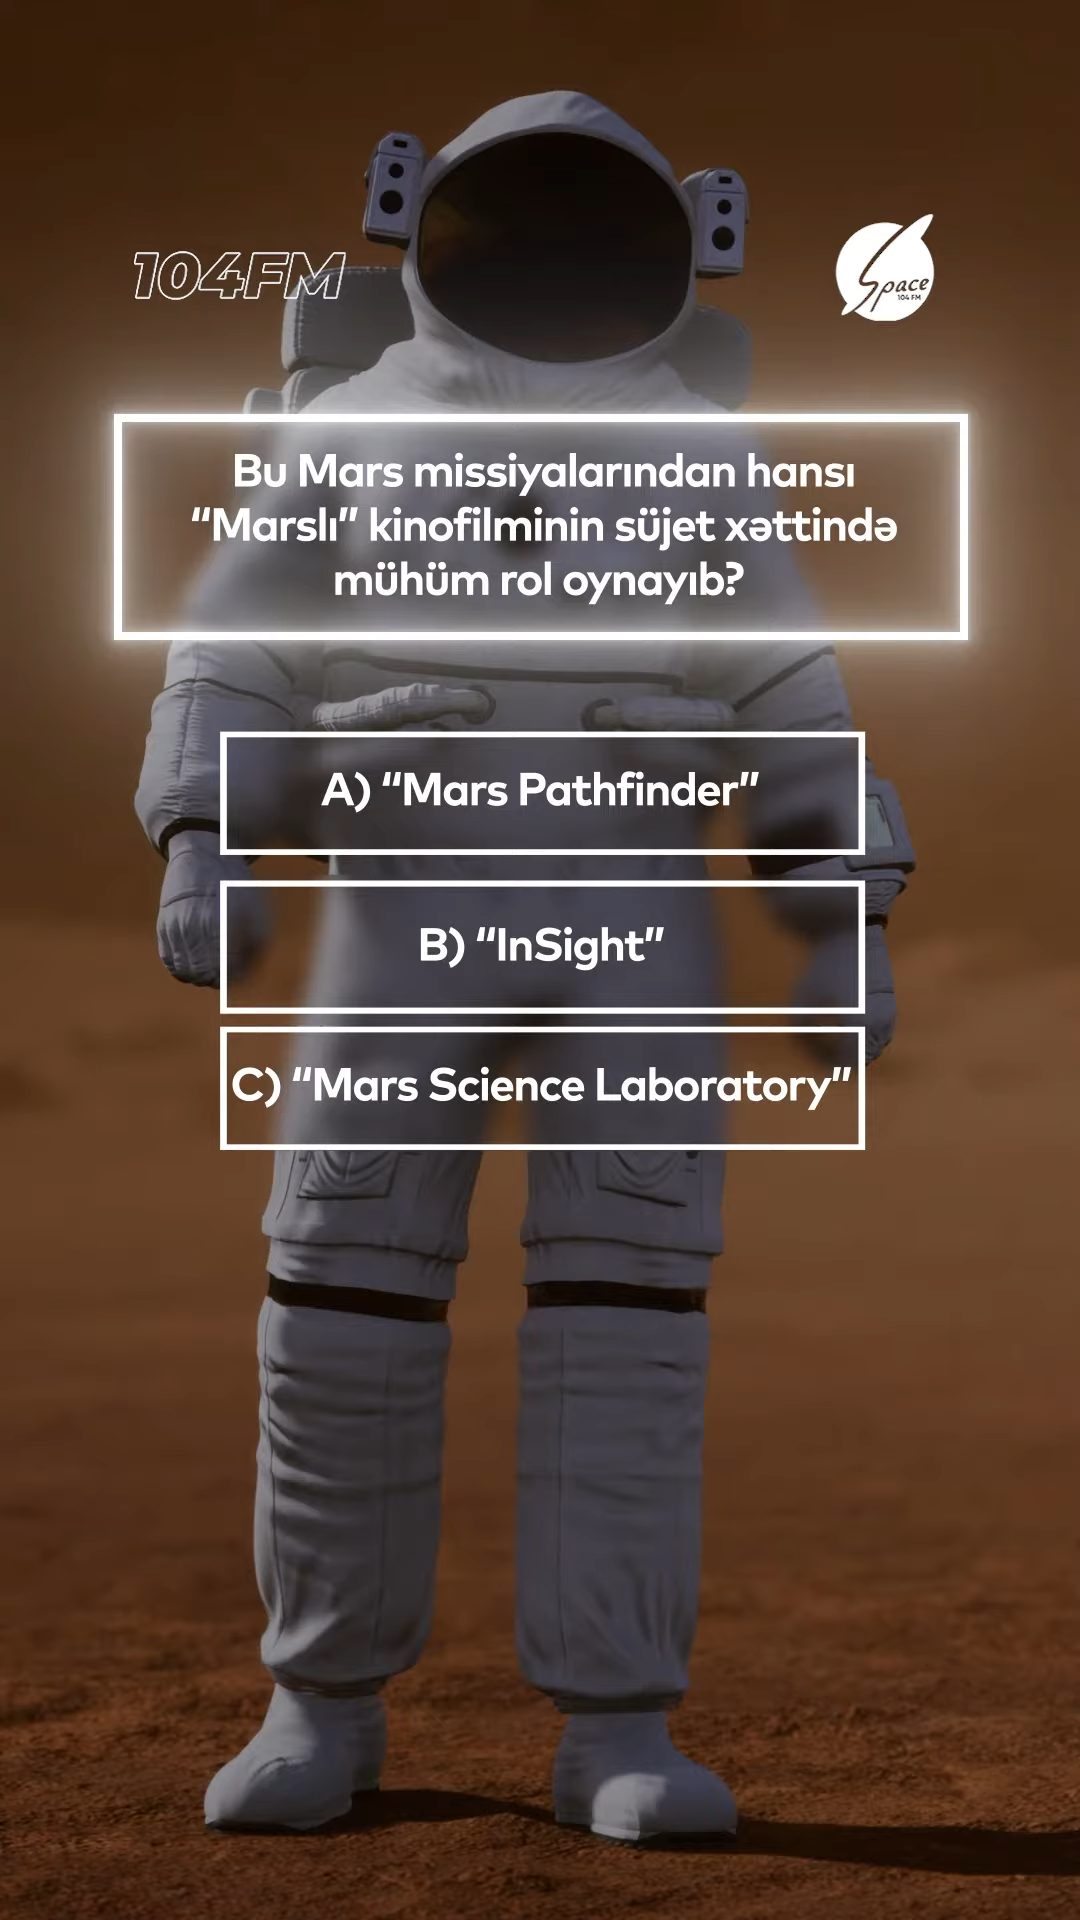 104FM
Space
104 FM
Bu Mars missiyalarından hansı
“Marslı” kinofilminin süjet xəttində
mühüm rol oynayıb?
A) “Mars Pathfinder”
B) “InSight”
C) “Mars Science Laboratory”